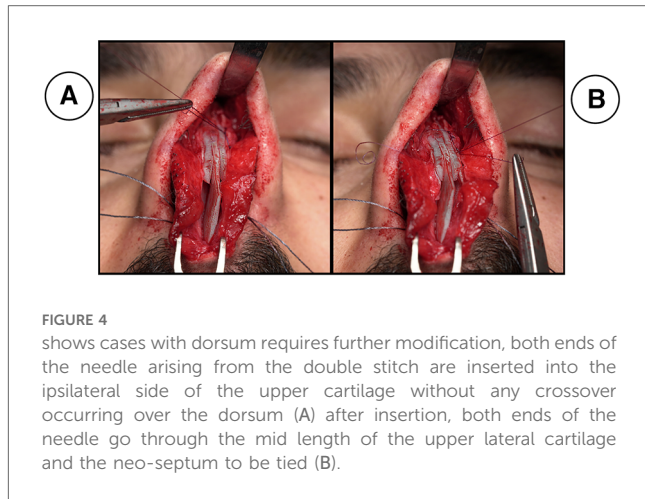 A
B
FIGURE 4
shows cases with dorsum requires further modification, both ends of
the needle arising from the double stitch are inserted into the
ipsilateral side of the upper cartilage without any crossover
occurring over the dorsum (A) after insertion, both ends of the
needle go through the mid length of the upper lateral cartilage
and the neo-septum to be tied (B).